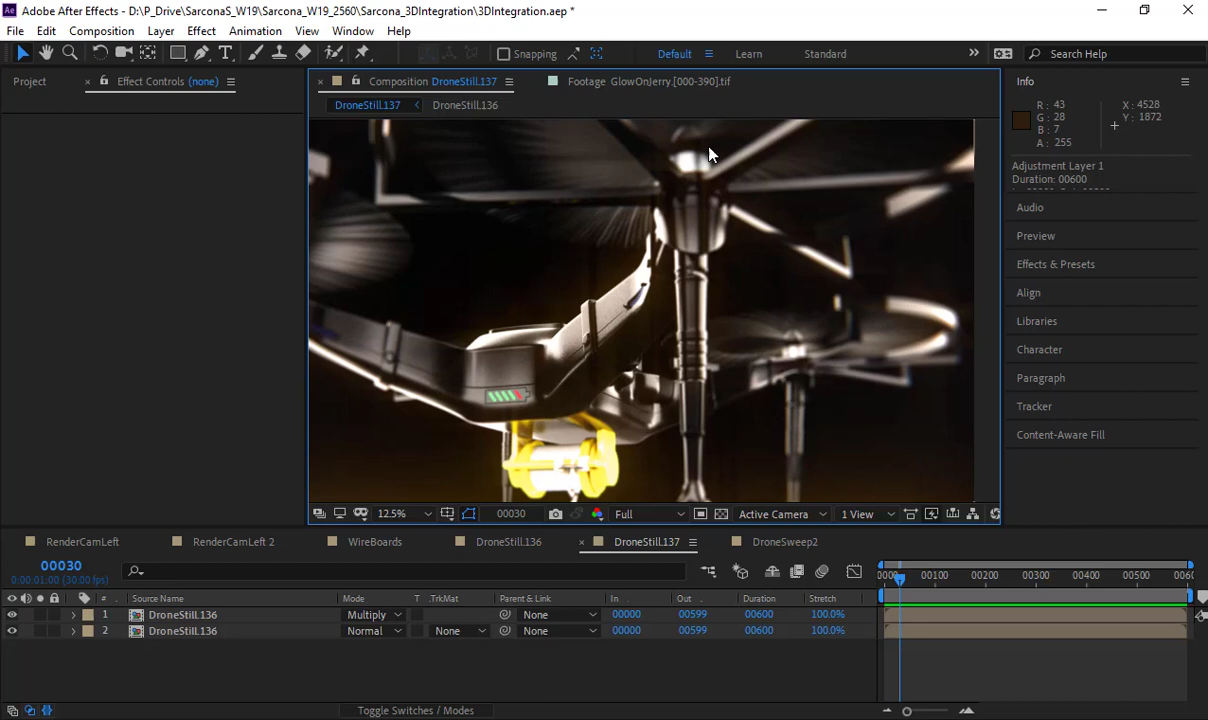 Adobe After Effects - D:\P_Drive\SarconaS_W19\Sarcona_W19_2560\Sarcona_3DIntegration\3DIntegration.aep *
File Edit Composition Layer Effect Animation View Window Help
Snapping Default Learn Standard Search Help
Project Effect Controls (none) Composition DroneStill.137 Footage GlowOnJerry.[000-390].tif Info
DroneStill.137 DroneStill.136
R : 43 X : 4528
G : 28 Y : 1872
B : 7
A : 255
Adjustment Layer 1
Duration: 00600
Audio
Preview
Effects & Presets
Align
Libraries
Character
Paragraph
Tracker
Content-Aware Fill
12.5% 00030 Full Active Camera 1 View
RenderCamLeft RenderCamLeft 2 WireBoards DroneStill.136 DroneStill.137 DroneSweep2
00030
0:00:01:00 (30.00 fps)
00100 00200 00300 00400 00500
# Source Name Mode T .TrkMat Parent & Link In Out Duration Stretch
1 DroneStill.136 Multiply None 00000 00599 00600 100.0%
2 DroneStill.136 Normal None None 00000 00599 00600 100.0%
Toggle Switches / Modes